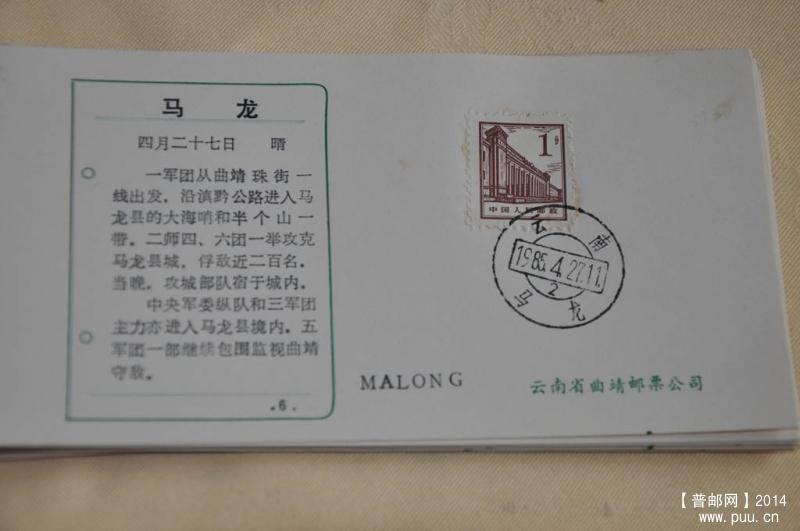 马龙
四月二十七日 晴
一军团从曲靖珠街一
线出发，沿滇黔公路进入马
龙县的大海哨和半个山一
带。二师四、六团一举攻克
马龙县城，俘敌近二百名。
当晚，攻城部队宿于城内。
中央军委纵队和三军团
主力亦进入马龙县境内。五
军团一部继续包围监视曲靖
守敌。
.6.
1分
中国人民邮政
云南
1985.4.27.11
2
马龙
MALONG
云南省曲靖邮票公司
【普邮网】2014
www.puu.cn